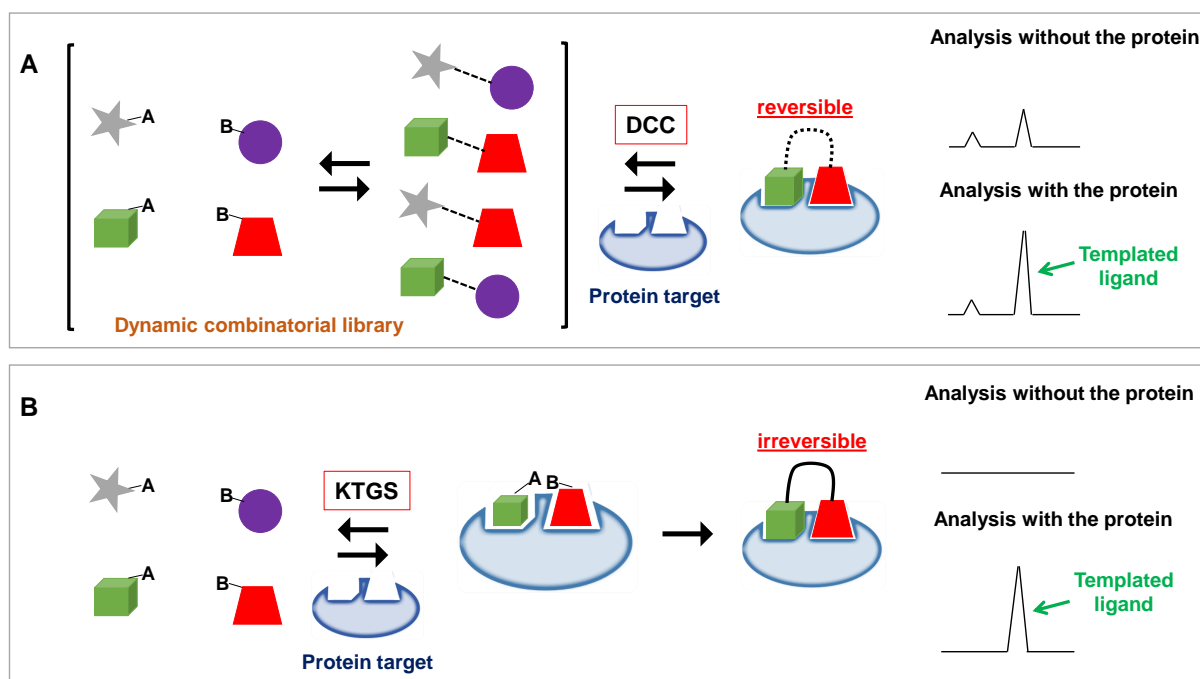 A
A
B
A
B
Dynamic combinatorial library
DCC
Protein target
reversible
Analysis without the protein
Analysis with the protein
Templated
ligand
B
A
B
A
B
KTGS
Protein target
A B
irreversible
Analysis without the protein
Analysis with the protein
Templated
ligand